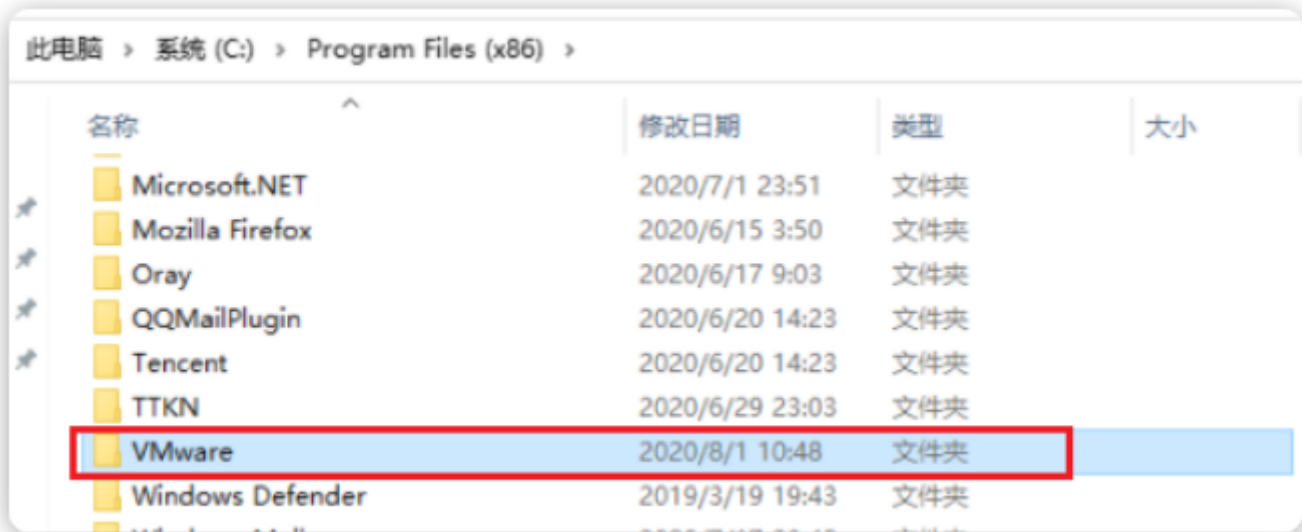 此电脑 › 系统 (C:) › Program Files (x86) ›
名称 修改日期 类型 大小
Microsoft.NET 2020/7/1 23:51 文件夹
Mozilla Firefox 2020/6/15 3:50 文件夹
Oray 2020/6/17 9:03 文件夹
QQMailPlugin 2020/6/20 14:23 文件夹
Tencent 2020/6/20 14:23 文件夹
TTKN 2020/6/29 23:03 文件夹
VMware 2020/8/1 10:48 文件夹
Windows Defender 2019/3/19 19:43 文件夹